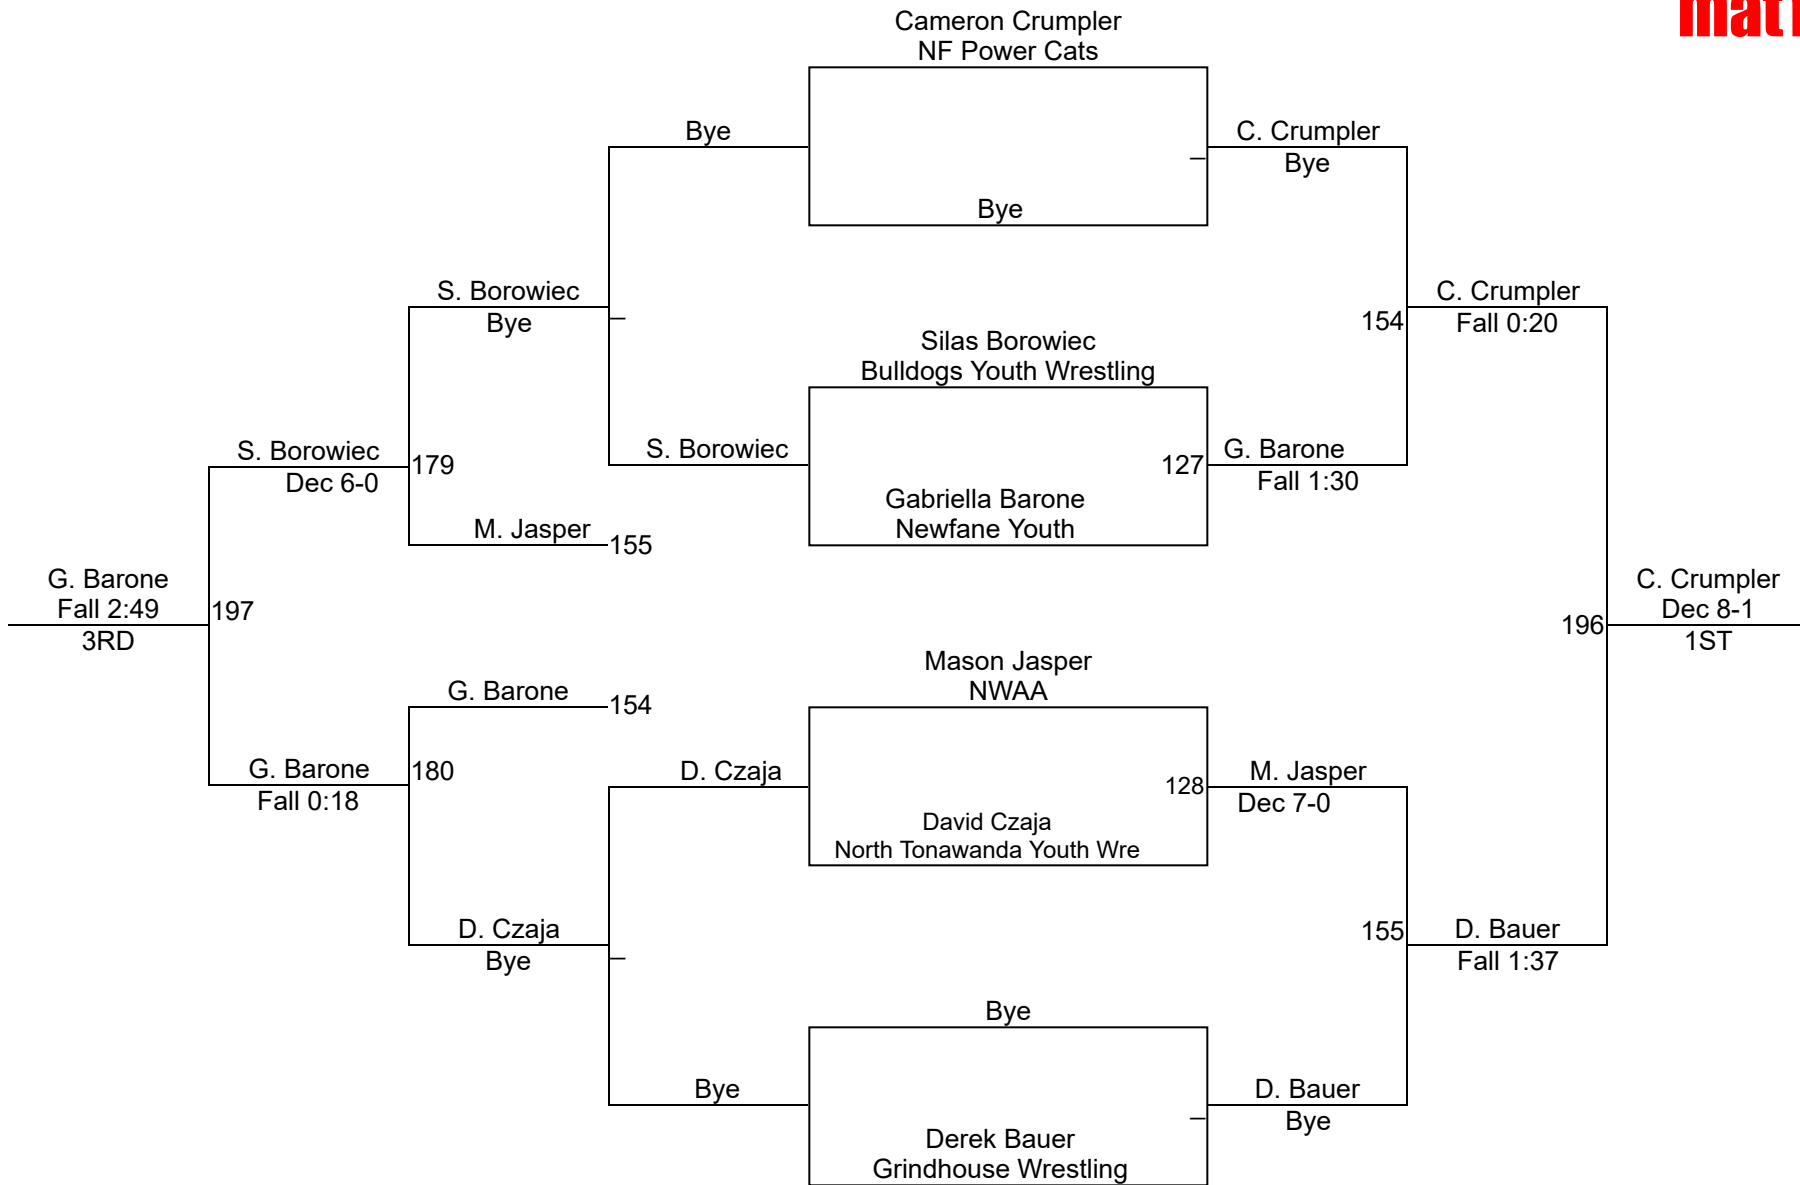 Cameron Crumpler
NF Power Cats
Bye
C. Crumpler
Bye
Bye
S. Borowiec
Bye
C. Crumpler
154
Fall 0:20
Silas Borowiec
Bulldogs Youth Wrestling
S. Borowiec
Dec 6-0
179
S. Borowiec
127
G. Barone
Fall 1:30
Gabriella Barone
Newfane Youth
M. Jasper
155
G. Barone
Fall 2:49
3RD
197
C. Crumpler
Dec 8-1
1ST
196
Mason Jasper
NWAA
G. Barone
154
G. Barone
Fall 0:18
180
D. Czaja
128
M. Jasper
Dec 7-0
David Czaja
North Tonawanda Youth Wre
D. Czaja
Bye
155
D. Bauer
Fall 1:37
Bye
Bye
D. Bauer
Bye
Derek Bauer
Grindhouse Wrestling